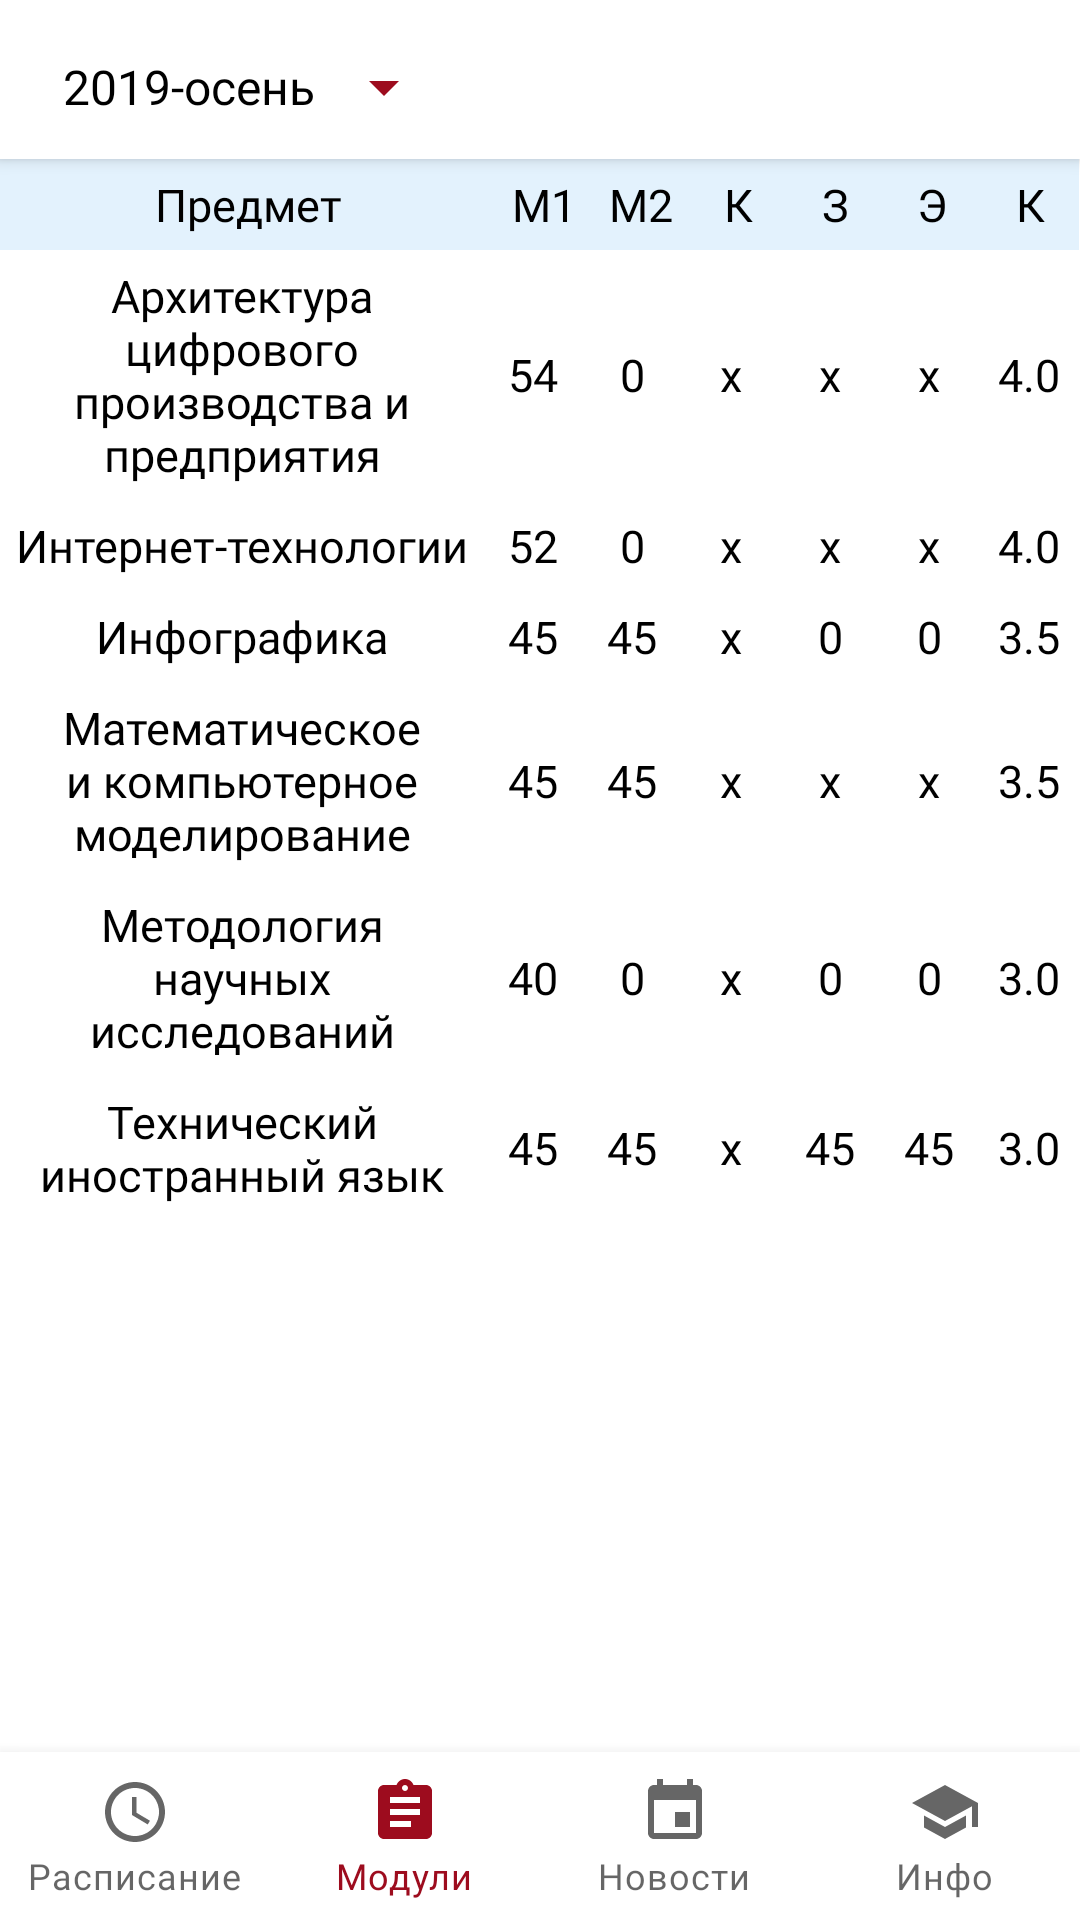 2019-осень
Предмет М1 М2 К З Э К
Архитектура
цифрового
производства и
предприятия
54 0 x x x 4.0
Интернет-технологии 52 0 x x x 4.0
Инфографика 45 45 x 0 0 3.5
Математическое
и компьютерное
моделирование
45 45 x x x 3.5
Методология
научных
исследований
40 0 x 0 0 3.0
Технический
иностранный язык
45 45 x 45 45 3.0
Расписание Модули Новости Инфо